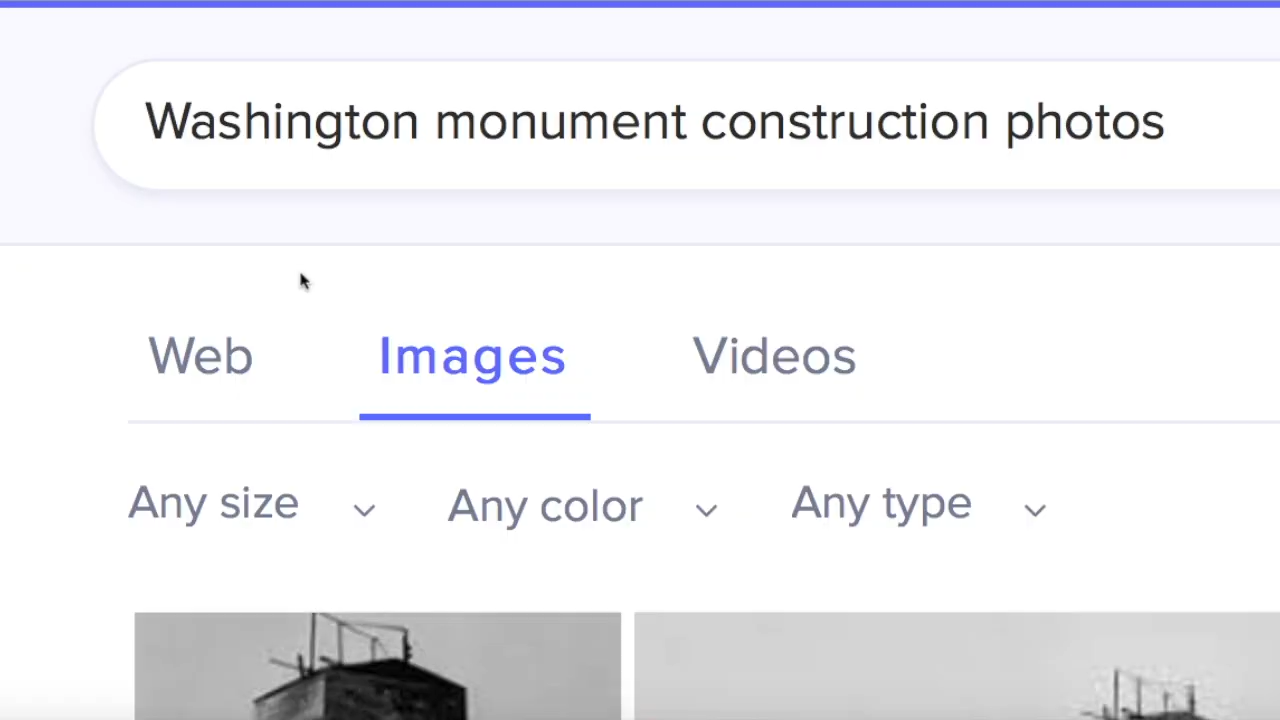 Washington monument construction photos
Web Images Videos
Any size Any color Any type